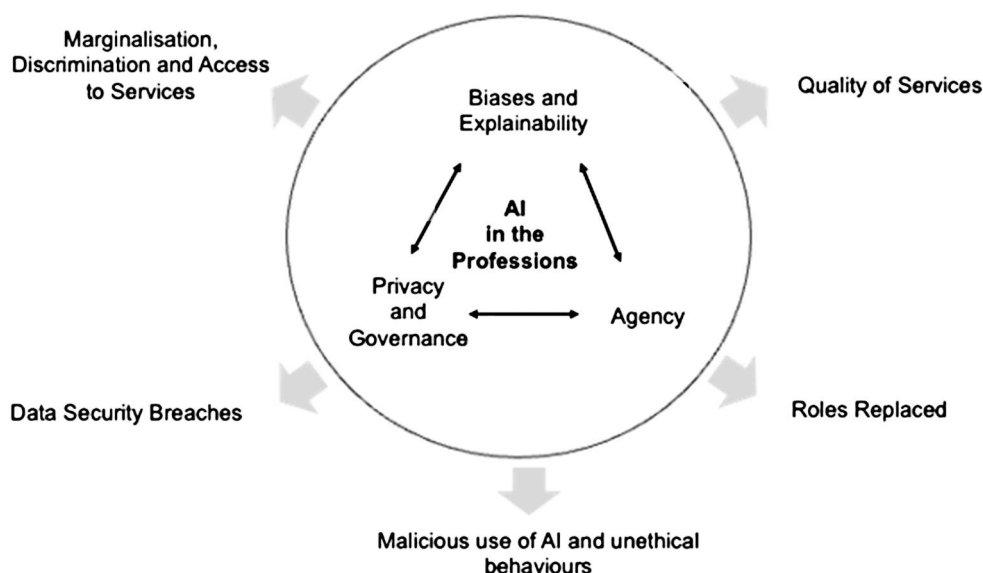 Marginalisation,
Discrimination and Access
to Services
Quality of Services
Biases and
Explainability
AI
in the
Professions
Privacy
and
Governance
Agency
Data Security Breaches
Roles Replaced
Malicious use of AI and unethical
behaviours